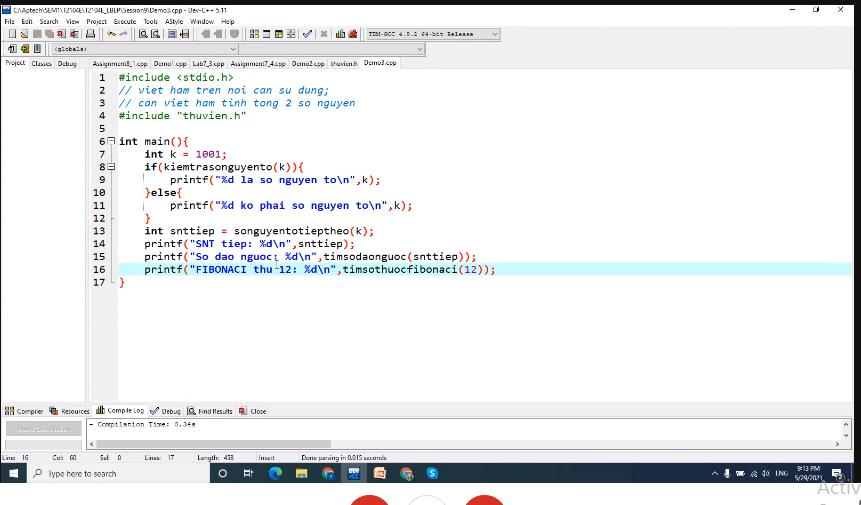 C:\Aptech\SEM1\T2104E\T2104E_LBEP\Session9\Demo3.cpp - Dev-C++ 5.11
File Edit Search View Project Execute Tools AStyle Window Help
TDM-GCC 4.9.2 64-bit Release
(globals)
Project Classes Debug Assignment8_1.cpp Demo1.cpp Lab7_3.cpp Assignment7_4.cpp Demo2.cpp thuvien.h Demo3.cpp
1 #include <stdio.h>
2 // viet ham tren noi can su dung;
3 // can viet ham tinh tong 2 so nguyen
4 #include "thuvien.h"
5
6 int main(){
7 int k = 1001;
8 if(kiemtrasonguyento(k)){
9 printf("%d la so nguyen to\n",k);
10 }else{
11 printf("%d ko phai so nguyen to\n",k);
12 }
13 int snttiep = songuyentotieptheo(k);
14 printf("SNT tiep: %d\n",snttiep);
15 printf("So dao nguoc: %d\n",timsodaonguoc(snttiep));
16 printf("FIBONACI thu 12: %d\n",timsothuocfibonaci(12));
17 }
Compiler Resources Compile Log Debug Find Results Close
Abort Compilation
- Compilation Time: 0.34s
Line: 16 Col: 60 Sel: 0 Lines: 17 Length: 458 Insert Done parsing in 0.015 seconds
Type here to search
ENG
9:13 PM
5/29/2021
2
Activ